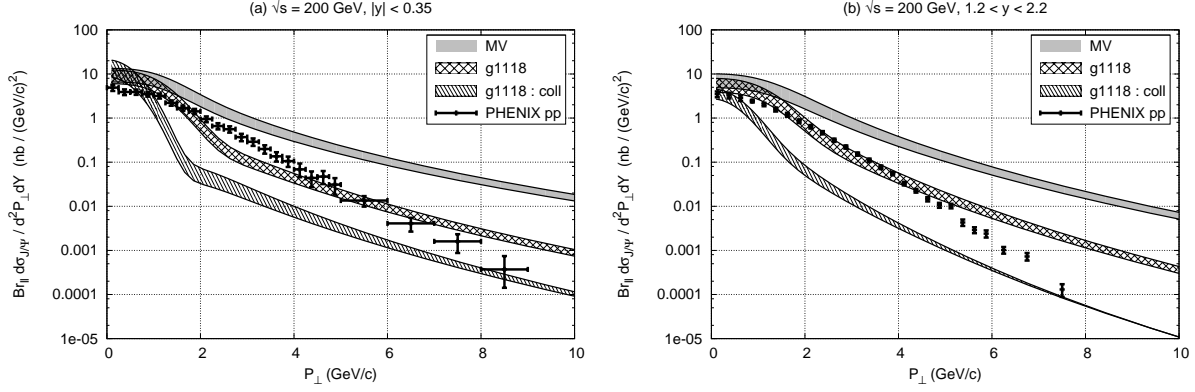 (a) √s = 200 GeV, |y| < 0.35
Br_ll dσ_J/Ψ / d²P_⊥dY (nb / (GeV/c)²)
100
10
1
0.1
0.01
0.001
0.0001
1e-05
MV
g1118
g1118 : coll
PHENIX pp
0 2 4 6 8 10
P_⊥ (GeV/c)
(b) √s = 200 GeV, 1.2 < y < 2.2
Br_ll dσ_J/Ψ / d²P_⊥dY (nb / (GeV/c)²)
100
10
1
0.1
0.01
0.001
0.0001
1e-05
MV
g1118
g1118 : coll
PHENIX pp
0 2 4 6 8 10
P_⊥ (GeV/c)